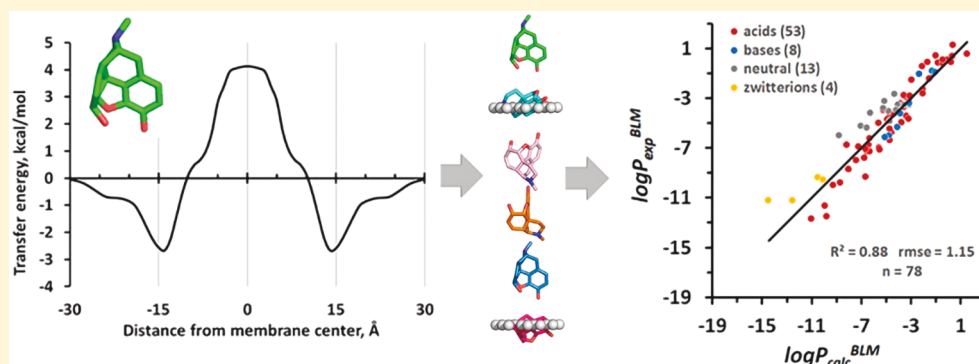 Transfer energy, kcal/mol
5
4
3
2
1
0
-1
-2
-3
-4
-30 -15 0 15 30
Distance from membrane center, Å
acids (53)
bases (8)
neutral (13)
zwitterions (4)
logP_exp^BLM
1
-3
-7
-11
-15
-19
R² = 0.88 rmse = 1.15
n = 78
-19 -15 -11 -7 -3 1
logP_calc^BLM